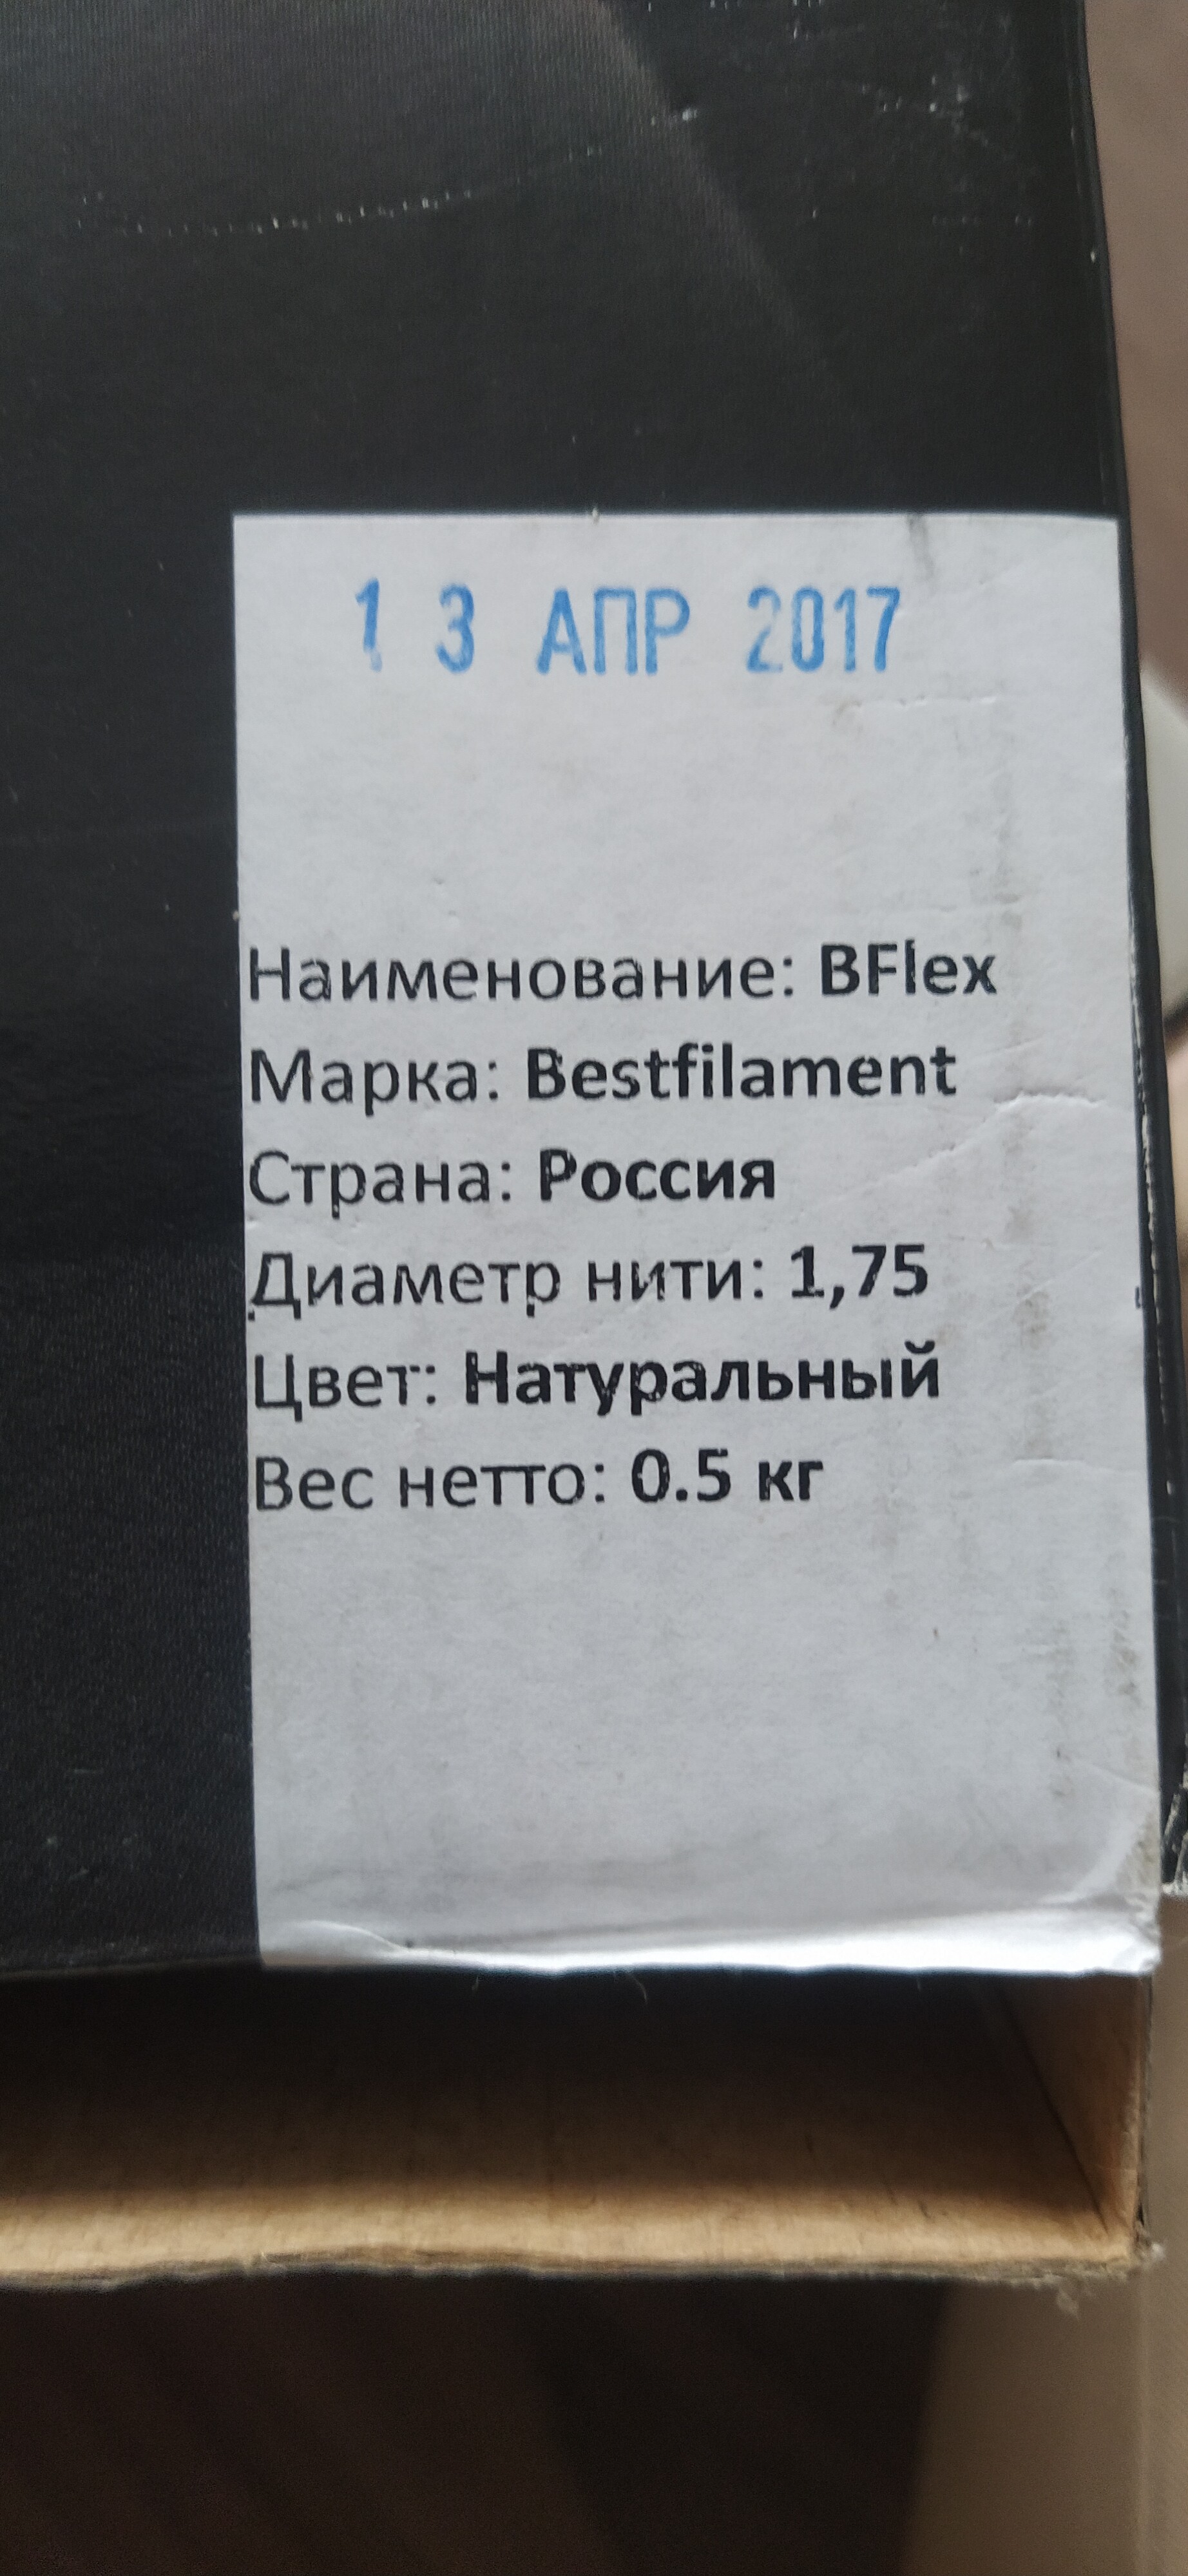 13 АПР 2017
Наименование: BFlex
Марка: Bestfilament
Страна: Россия
Диаметр нити: 1,75
Цвет: Натуральный
Вес нетто: 0.5 кг